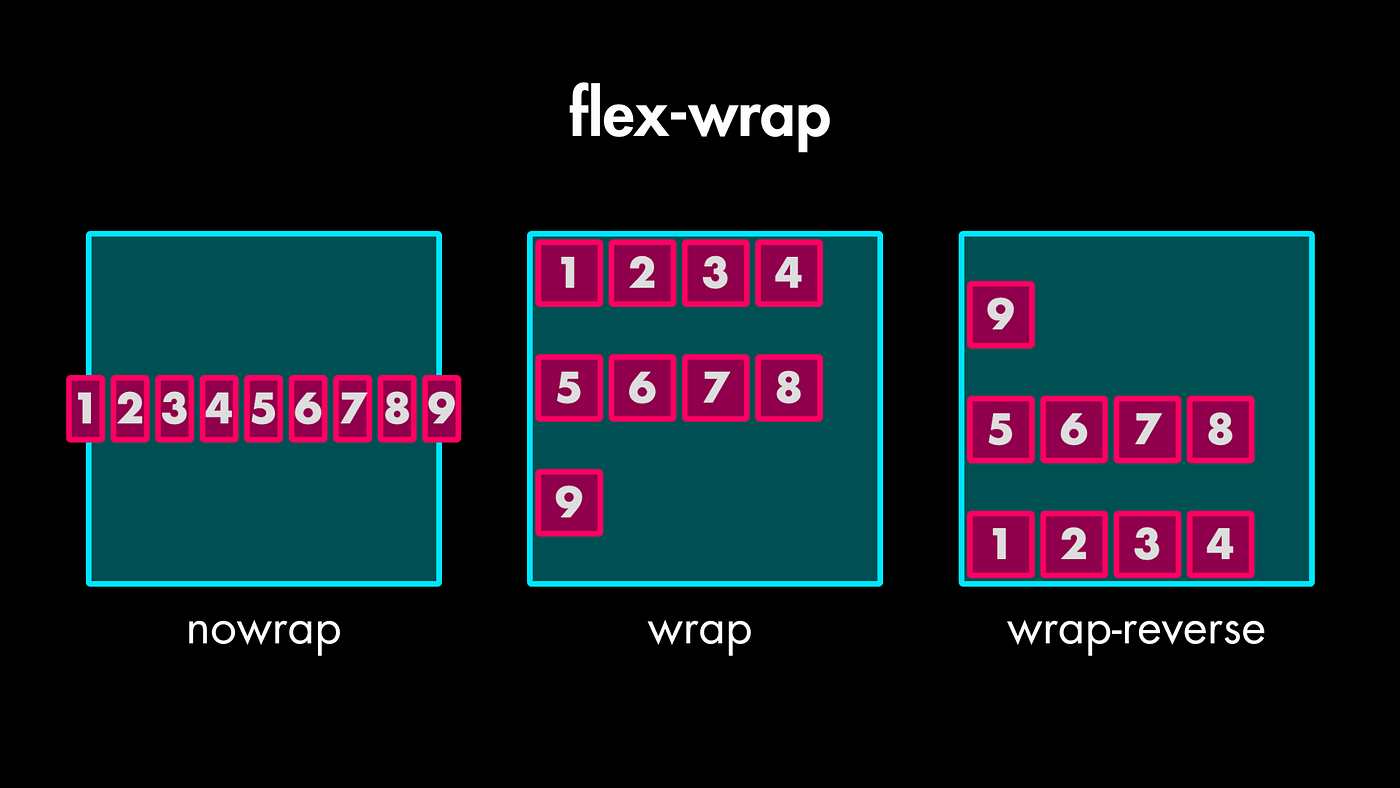 flex-wrap
1 2 3 4 5 6 7 8 9
nowrap
1 2 3 4
5 6 7 8
9
wrap
9
5 6 7 8
1 2 3 4
wrap-reverse